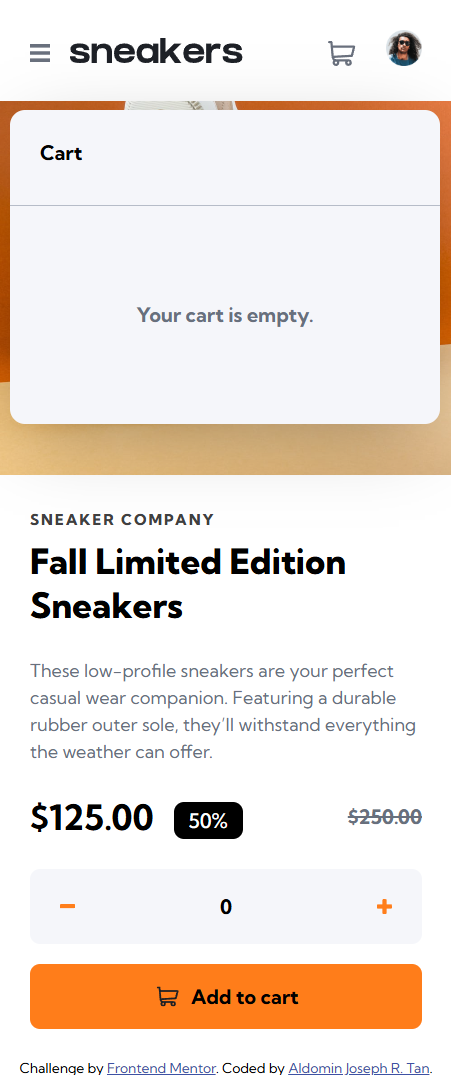 sneakers
Cart
Your cart is empty.
SNEAKER COMPANY
Fall Limited Edition
Sneakers
These low-profile sneakers are your perfect
casual wear companion. Featuring a durable
rubber outer sole, they’ll withstand everything
the weather can offer.
$125.00 50% $250.00
0
Add to cart
Challenge by Frontend Mentor. Coded by Aldomin Joseph R. Tan.